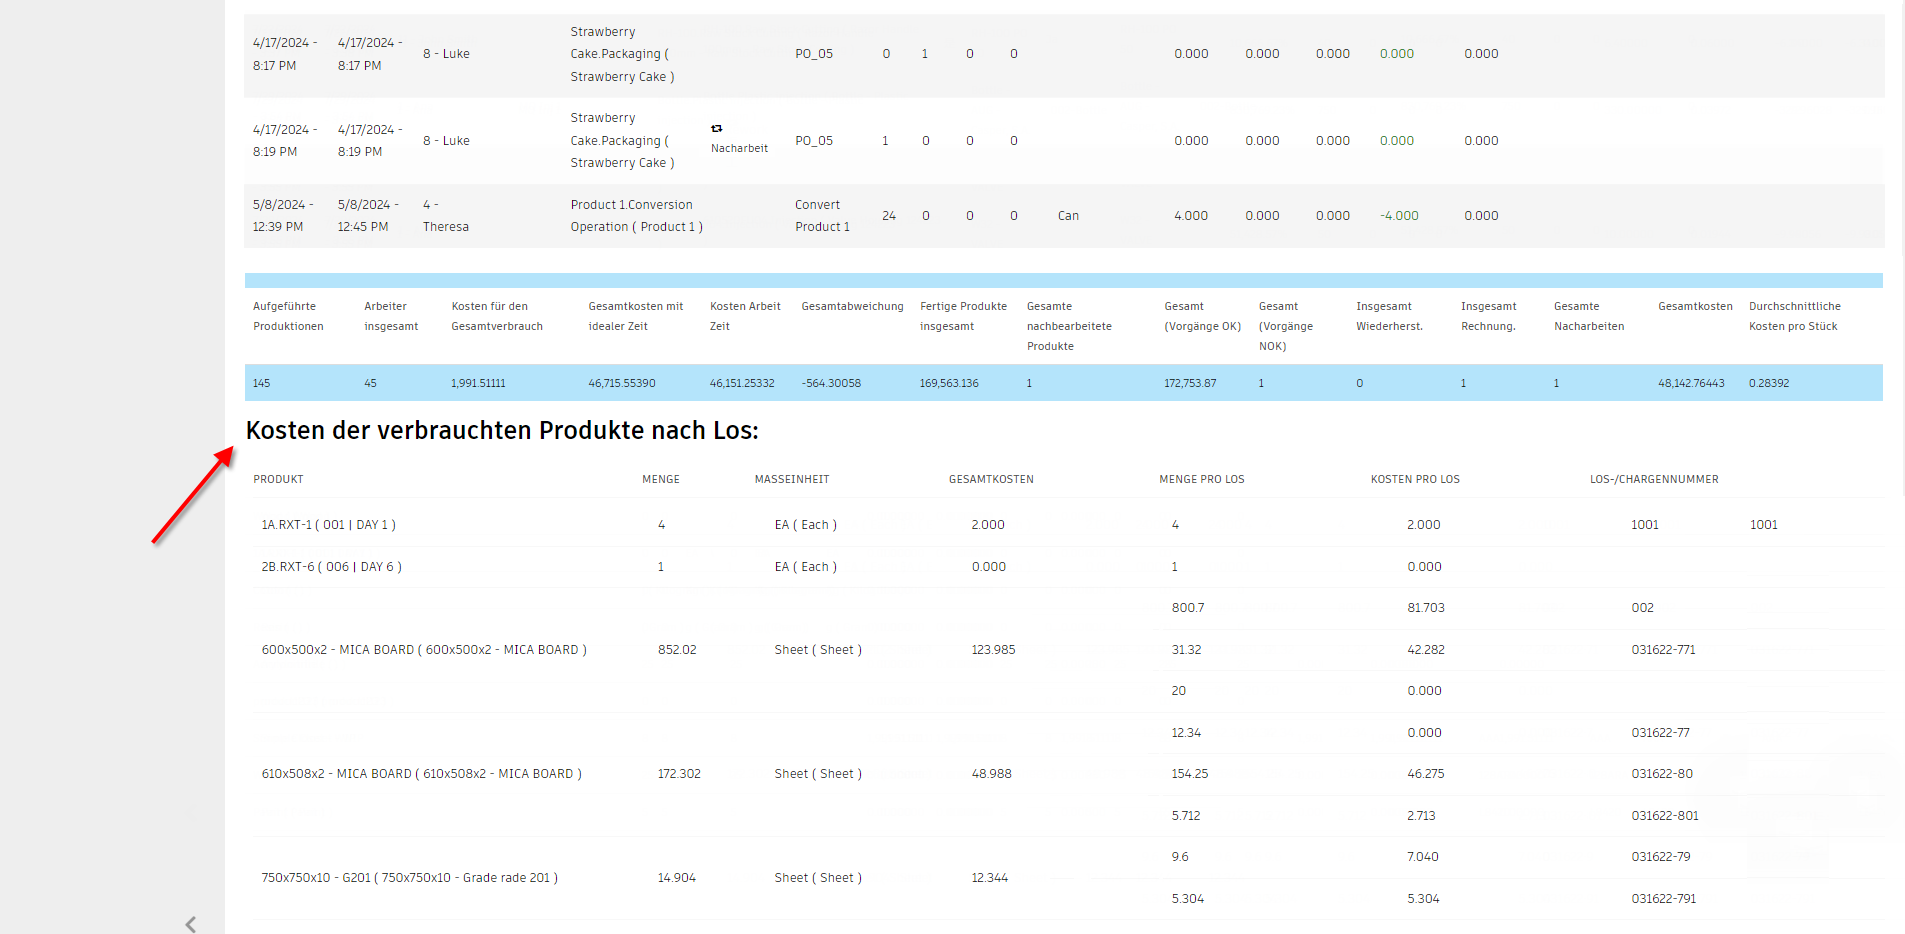 4/17/2024 - 8:17 PM 4/17/2024 - 8:17 PM 8 - Luke Strawberry Cake.Packaging ( Strawberry Cake ) PO_05 0 1 0 0 0.000 0.000 0.000 0.000 0.000
4/17/2024 - 8:19 PM 4/17/2024 - 8:19 PM 8 - Luke Strawberry Cake.Packaging ( Strawberry Cake ) Nacharbeit PO_05 1 0 0 0 0.000 0.000 0.000 0.000 0.000
5/8/2024 - 12:39 PM 5/8/2024 - 12:45 PM 4 - Theresa Product 1.Conversion Operation ( Product 1 ) Convert Product 1 24 0 0 0 Can 4.000 0.000 0.000 -4.000 0.000
Aufgeführte Produktionen Arbeiter insgesamt Kosten für den Gesamtverbrauch Gesamtkosten mit idealer Zeit Kosten Arbeit Zeit Gesamtabweichung Fertige Produkte insgesamt Gesamte nachbearbeitete Produkte Gesamt (Vorgänge OK) Gesamt (Vorgänge NOK) Insgesamt Wiederherst. Insgesamt Rechnung. Gesamte Nacharbeiten Gesamtkosten Durchschnittliche Kosten pro Stück
145 45 1,991.51111 46,715.55390 46,151.25332 -564.30058 169,563.136 1 172,753.87 1 0 1 1 48,142.76443 0.28392
Kosten der verbrauchten Produkte nach Los:
PRODUKT MENGE MASSEINHEIT GESAMTKOSTEN MENGE PRO LOS KOSTEN PRO LOS LOS-/CHARGENNUMMER
1A.RXT-1 ( 001 | DAY 1 ) 4 EA ( Each ) 2.000 4 2.000 1001 1001
2B.RXT-6 ( 006 | DAY 6 ) 1 EA ( Each ) 0.000 1 0.000
800.7 81.703 002
600x500x2 - MICA BOARD ( 600x500x2 - MICA BOARD ) 852.02 Sheet ( Sheet ) 123.985 31.32 42.282 031622-771
20 0.000
12.34 0.000 031622-77
610x508x2 - MICA BOARD ( 610x508x2 - MICA BOARD ) 172.302 Sheet ( Sheet ) 48.988 154.25 46.275 031622-80
5.712 2.713 031622-801
9.6 7.040 031622-79
750x750x10 - G201 ( 750x750x10 - Grade rade 201 ) 14.904 Sheet ( Sheet ) 12.344
5.304 5.304 031622-791